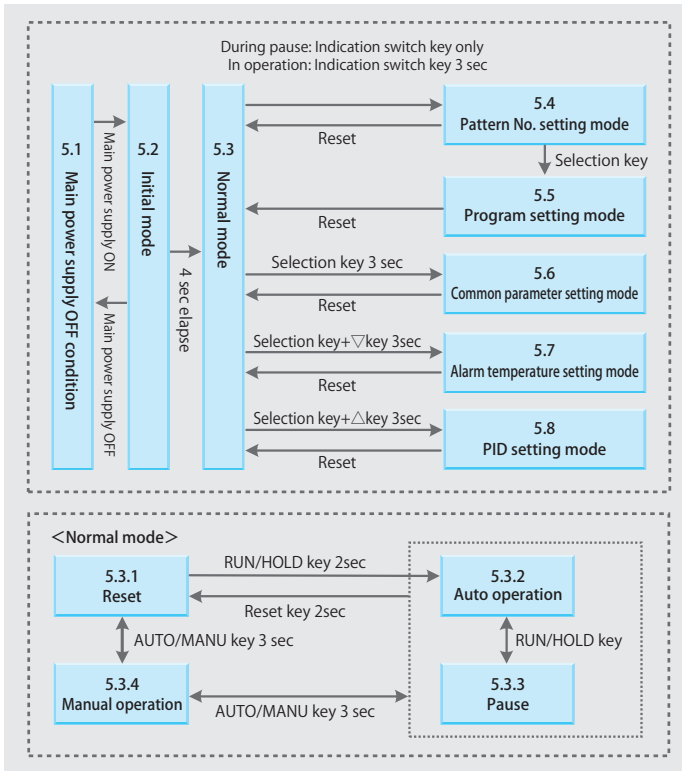 During pause: Indication switch key only
In operation: Indication switch key 3 sec
5.1
Main power supply OFF condition
Main power supply ON
Main power supply OFF
5.2
Initial mode
4 sec elapse
5.3
Normal mode
Reset
5.4
Pattern No. setting mode
Selection key
Reset
5.5
Program setting mode
Selection key 3 sec
Reset
5.6
Common parameter setting mode
Selection key+▽key 3sec
Reset
5.7
Alarm temperature setting mode
Selection key+△key 3sec
Reset
5.8
PID setting mode
<Normal mode>
5.3.1
Reset
RUN/HOLD key 2sec
Reset key 2sec
5.3.2
Auto operation
AUTO/MANU key 3 sec
RUN/HOLD key
5.3.4
Manual operation
AUTO/MANU key 3 sec
5.3.3
Pause